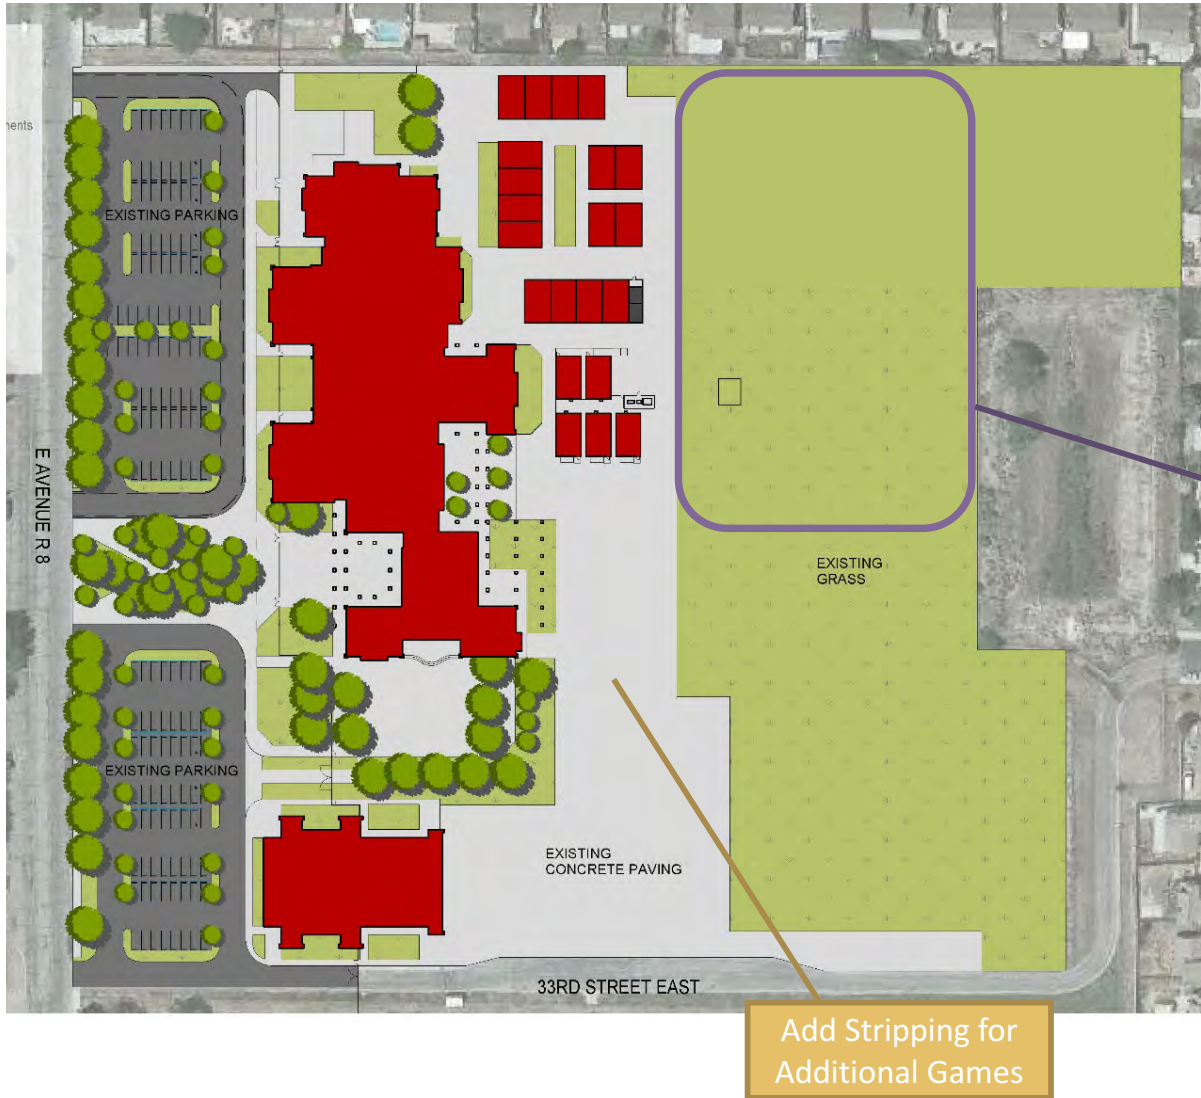 ments
EXISTING PARKING
E AVENUE R 8
EXISTING
GRASS
EXISTING PARKING
EXISTING
CONCRETE PAVING
33RD STREET EAST
Add Stripping for
Additional Games